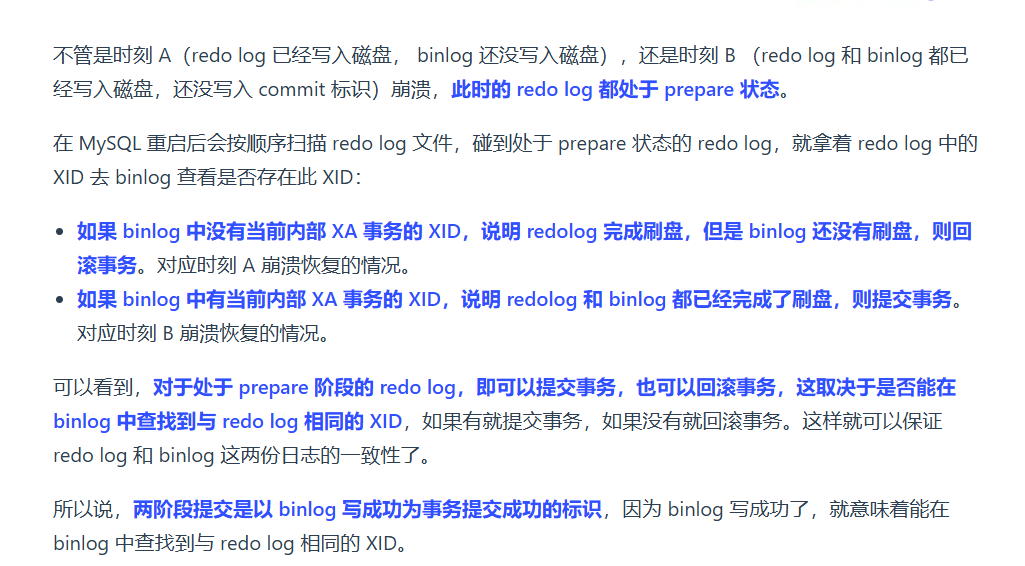 不管是时刻 A（redo log 已经写入磁盘， binlog 还没写入磁盘），还是时刻 B （redo log 和 binlog 都已
经写入磁盘，还没写入 commit 标识）崩溃，此时的 redo log 都处于 prepare 状态。
在 MySQL 重启后会按顺序扫描 redo log 文件，碰到处于 prepare 状态的 redo log，就拿着 redo log 中的
XID 去 binlog 查看是否存在此 XID：
• 如果 binlog 中没有当前内部 XA 事务的 XID，说明 redolog 完成刷盘，但是 binlog 还没有刷盘，则回
滚事务。对应时刻 A 崩溃恢复的情况。
• 如果 binlog 中有当前内部 XA 事务的 XID，说明 redolog 和 binlog 都已经完成了刷盘，则提交事务。
对应时刻 B 崩溃恢复的情况。
可以看到，对于处于 prepare 阶段的 redo log，即可以提交事务，也可以回滚事务，这取决于是否能在
binlog 中查找到与 redo log 相同的 XID，如果有就提交事务，如果没有就回滚事务。这样就可以保证
redo log 和 binlog 这两份日志的一致性了。
所以说，两阶段提交是以 binlog 写成功为事务提交成功的标识，因为 binlog 写成功了，就意味着能在
binlog 中查找到与 redo log 相同的 XID。